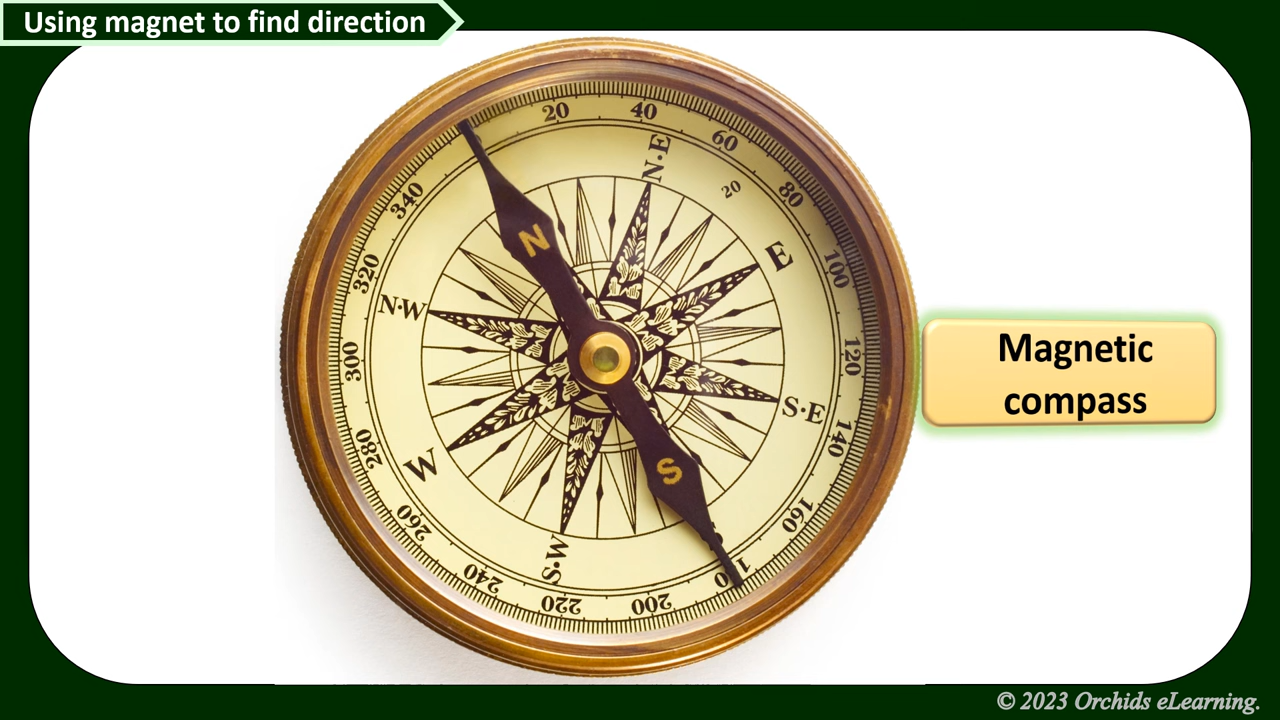 Using magnet to find direction
20
40
60
80
100
120
140
160
200
220
240
260
280
300
320
340
N·E
20
E
S·E
S·W
W
N·W
N
S
Magnetic
compass
© 2023 Orchids eLearning.